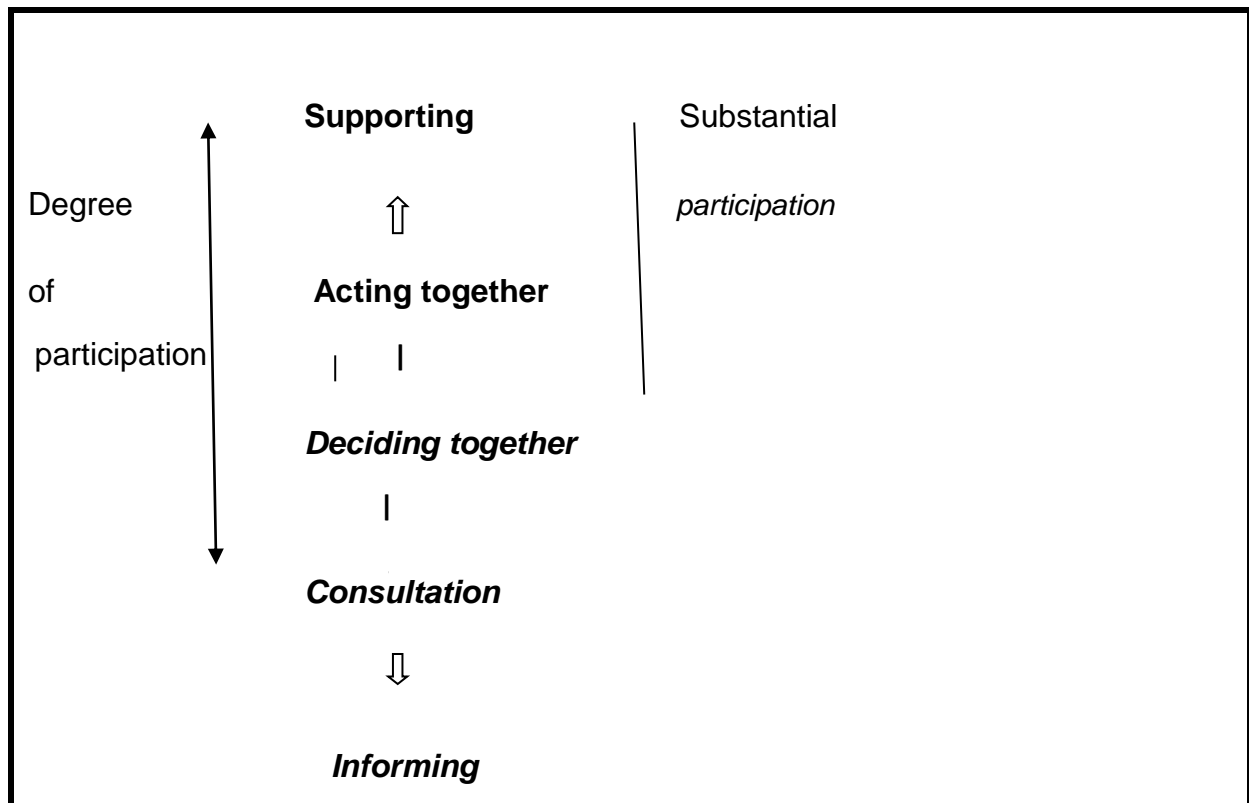 Supporting Substantial
Degree participation
of Acting together
participation
Deciding together
Consultation
Informing